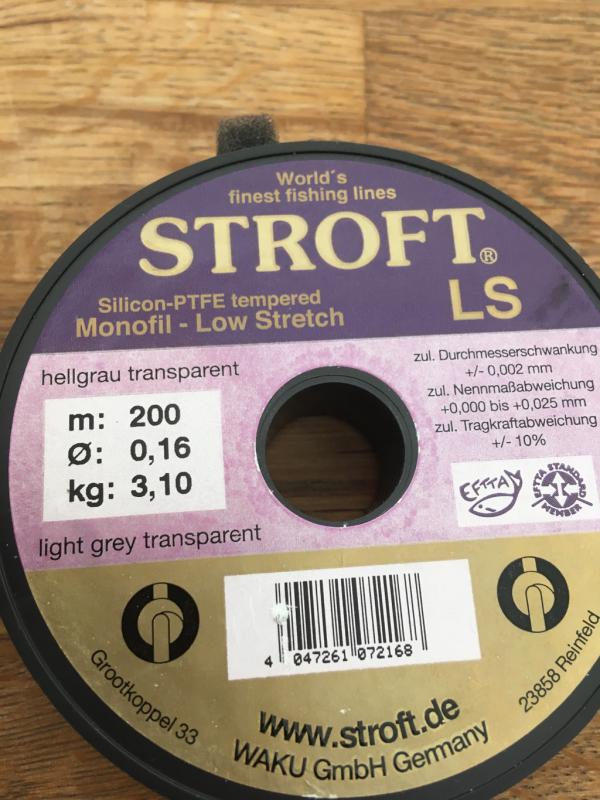 World´s
finest fishing lines
STROFT®
LS
Silicon-PTFE tempered
Monofil - Low Stretch
hellgrau transparent
m: 200
Ø: 0,16
kg: 3,10
light grey transparent
zul. Durchmesserschwankung
+/- 0,002 mm
zul. Nennmaßabweichung
+0,000 bis +0,025 mm
zul. Tragkraftabweichung
+/- 10%
EFTTA
EFTTA STANDARD
MEMBER
4 047261 072168
Grootkoppel 33
www.stroft.de
WAKU GmbH Germany
23858 Reinfeld